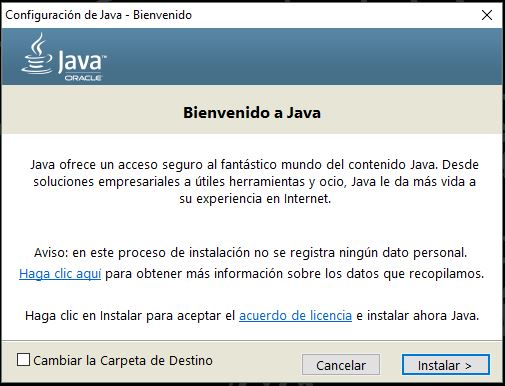 Configuración de Java - Bienvenido
Java™
ORACLE
Bienvenido a Java
Java ofrece un acceso seguro al fantástico mundo del contenido Java. Desde
soluciones empresariales a útiles herramientas y ocio, Java le da más vida a
su experiencia en Internet.
Aviso: en este proceso de instalación no se registra ningún dato personal.
Haga clic aquí para obtener más información sobre los datos que recopilamos.
Haga clic en Instalar para aceptar el acuerdo de licencia e instalar ahora Java.
Cambiar la Carpeta de Destino
Cancelar
Instalar >